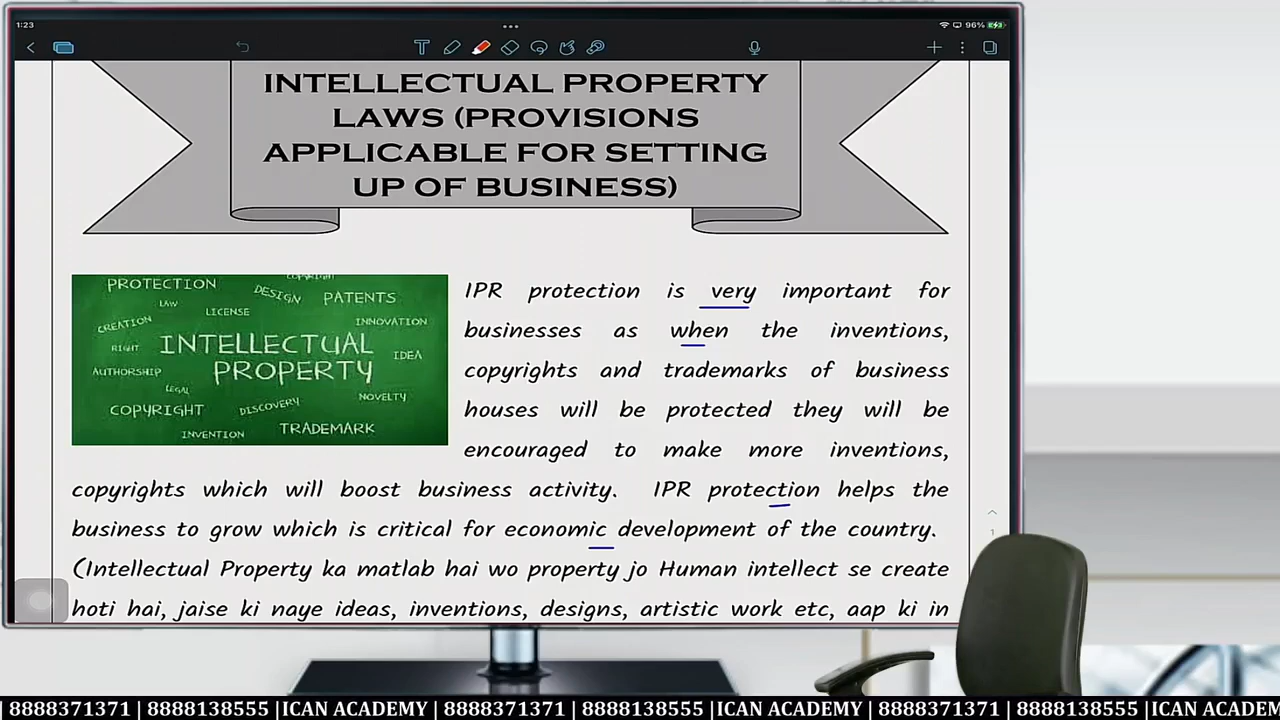 1:23
96%
INTELLECTUAL PROPERTY
LAWS (PROVISIONS
APPLICABLE FOR SETTING
UP OF BUSINESS)
COPYRIGHT
PROTECTION
DESIGN
PATENTS
LAW
LICENSE
CREATION
INNOVATION
RIGHT
INTELLECTUAL
PROPERTY
IDEA
AUTHORSHIP
LEGAL
NOVELTY
COPYRIGHT
DISCOVERY
INVENTION
TRADEMARK
IPR protection is very important for
businesses as when the inventions,
copyrights and trademarks of business
houses will be protected they will be
encouraged to make more inventions,
copyrights which will boost business activity. IPR protection helps the
business to grow which is critical for economic development of the country.
(Intellectual Property ka matlab hai wo property jo Human intellect se create
hoti hai, jaise ki naye ideas, inventions, designs, artistic work etc, aap ki in
1
| 8888371371 | 8888138555 |ICAN ACADEMY | 8888371371 | 8888138555 |ICAN ACADEMY | 8888371371 | 8888138555 |ICAN ACADEM